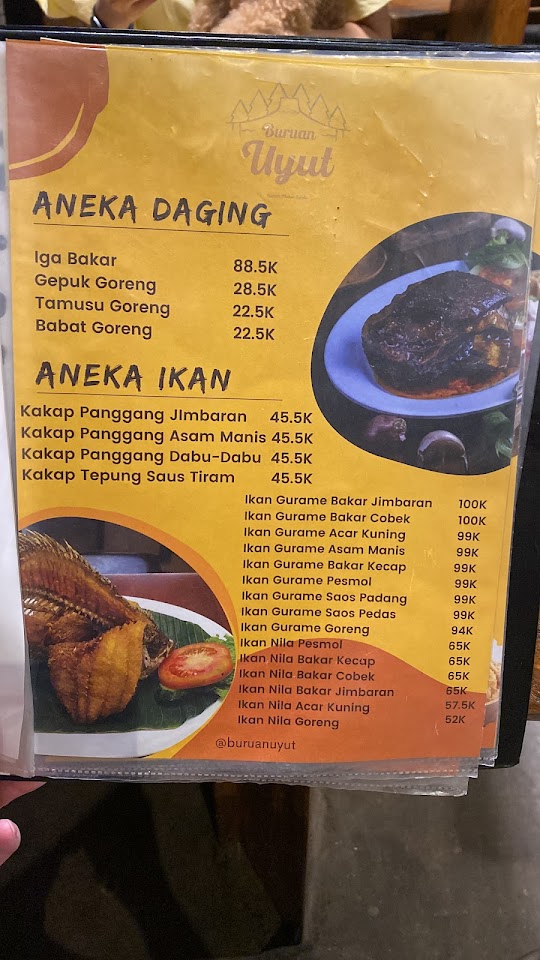 Buruan
Uyut
ANEKA DAGING
Iga Bakar 88.5K
Gepuk Goreng 28.5K
Tamusu Goreng 22.5K
Babat Goreng 22.5K
ANEKA IKAN
Kakap Panggang JImbaran 45.5K
Kakap Panggang Asam Manis 45.5K
Kakap Panggang Dabu-Dabu 45.5K
Kakap Tepung Saus Tiram 45.5K
Ikan Gurame Bakar Jimbaran 100K
Ikan Gurame Bakar Cobek 100K
Ikan Gurame Acar Kuning 99K
Ikan Gurame Asam Manis 99K
Ikan Gurame Bakar Kecap 99K
Ikan Gurame Pesmol 99K
Ikan Gurame Saos Padang 99K
Ikan Gurame Saos Pedas 99K
Ikan Gurame Goreng 94K
Ikan Nila Pesmol 65K
Ikan Nila Bakar Kecap 65K
Ikan Nila Bakar Cobek 65K
Ikan Nila Bakar Jimbaran 65K
Ikan Nila Acar Kuning 57.5K
Ikan Nila Goreng 52K
@buruanuyut